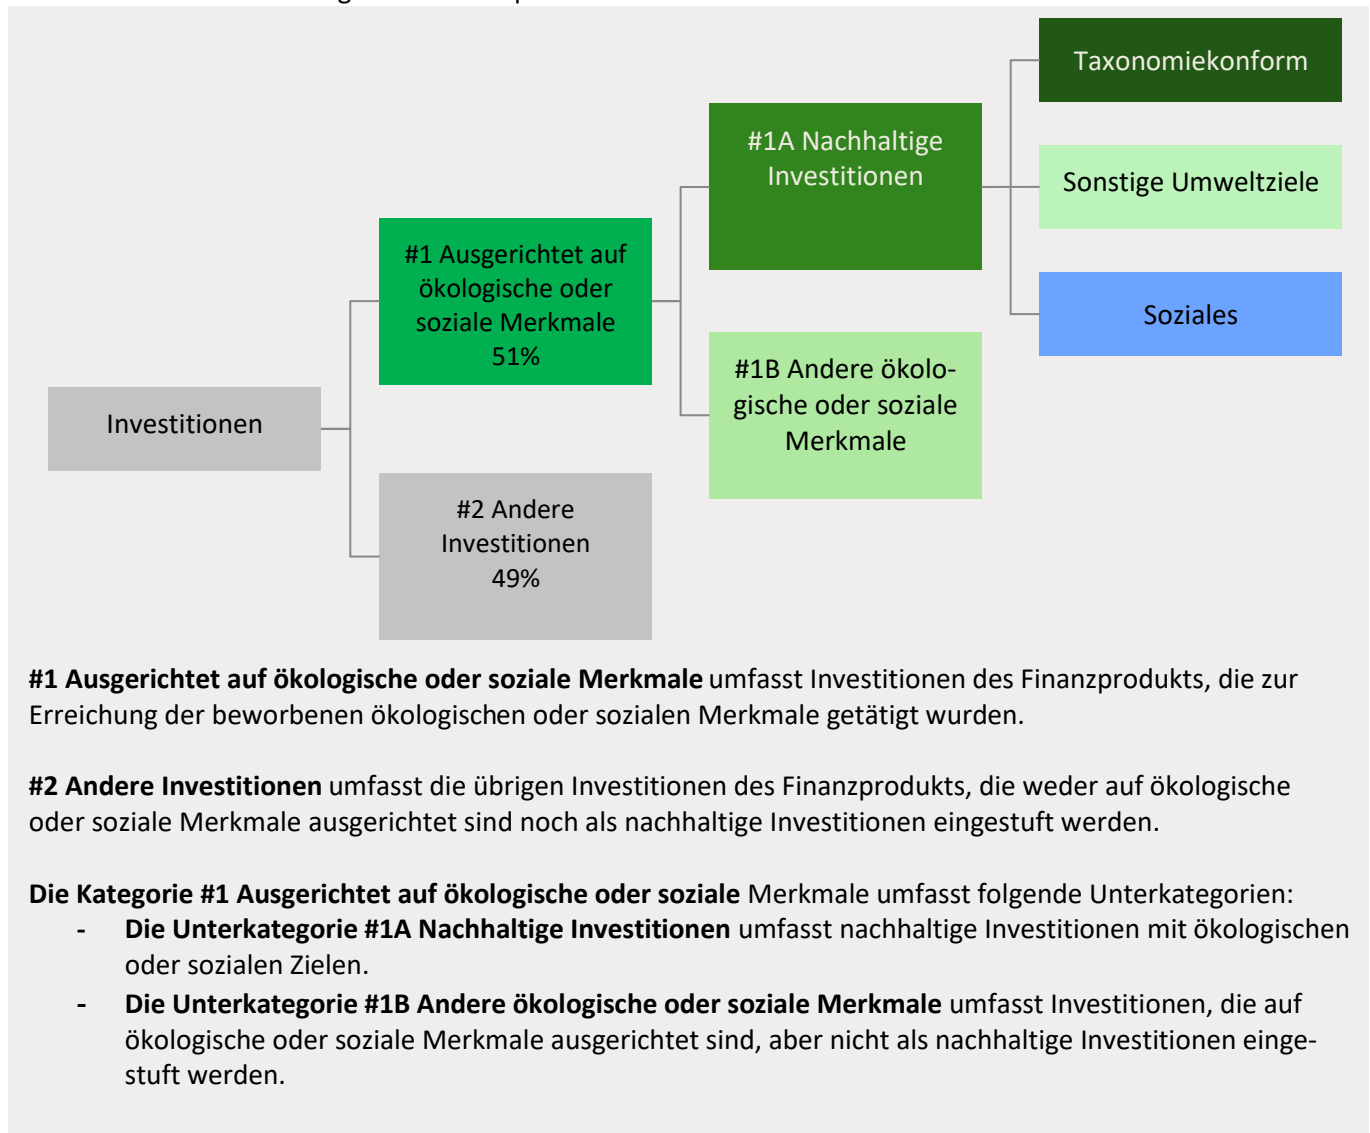 Taxonomiekonform
#1A Nachhaltige
Investitionen
Sonstige Umweltziele
#1 Ausgerichtet auf
ökologische oder
soziale Merkmale
51%
Soziales
#1B Andere ökolo-
gische oder soziale
Merkmale
Investitionen
#2 Andere
Investitionen
49%
#1 Ausgerichtet auf ökologische oder soziale Merkmale umfasst Investitionen des Finanzprodukts, die zur
Erreichung der beworbenen ökologischen oder sozialen Merkmale getätigt wurden.
#2 Andere Investitionen umfasst die übrigen Investitionen des Finanzprodukts, die weder auf ökologische
oder soziale Merkmale ausgerichtet sind noch als nachhaltige Investitionen eingestuft werden.
Die Kategorie #1 Ausgerichtet auf ökologische oder soziale Merkmale umfasst folgende Unterkategorien:
- Die Unterkategorie #1A Nachhaltige Investitionen umfasst nachhaltige Investitionen mit ökologischen
oder sozialen Zielen.
- Die Unterkategorie #1B Andere ökologische oder soziale Merkmale umfasst Investitionen, die auf
ökologische oder soziale Merkmale ausgerichtet sind, aber nicht als nachhaltige Investitionen einge-
stuft werden.